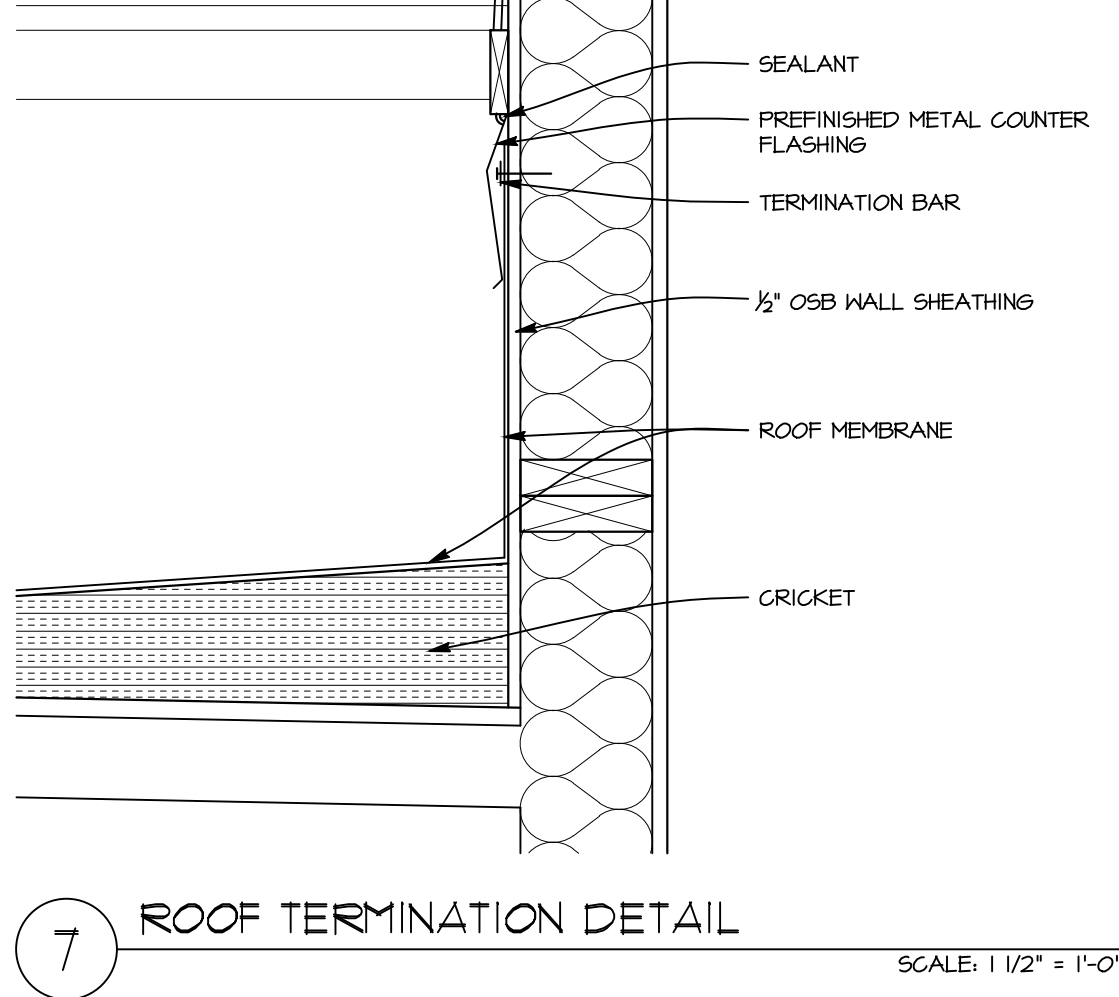 SEALANT
PREFINISHED METAL COUNTER
FLASHING
TERMINATION BAR
½" OSB WALL SHEATHING
ROOF MEMBRANE
CRICKET
7
ROOF TERMINATION DETAIL
SCALE: 1 1/2" = 1'-0"